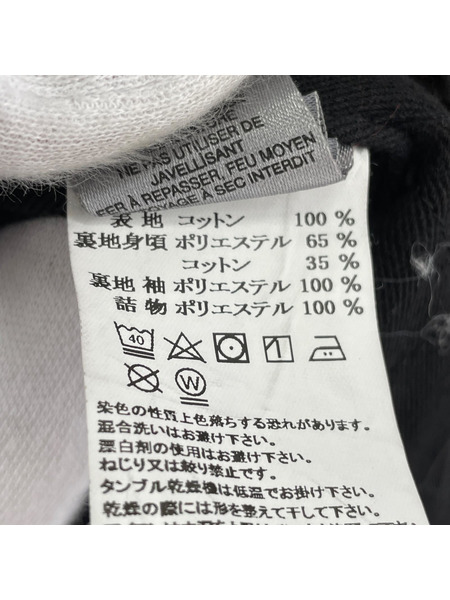 NE PAS UTILISER DE
JAVELLISANT
FER À REPASSER, FEU MOYEN
À SEC INTERDIT
表地 コットン 100 %
裏地身頃 ポリエステル 65 %
コットン 35 %
裏地 袖 ポリエステル 100 %
詰物 ポリエステル 100 %
40
1
W
染色の性質上色落ちする恐れがあります。
混合洗いはお避け下さい。
漂白剤の使用はお避け下さい。
ねじり又は絞り禁止です。
タンブル乾燥機は低温でお掛け下さい。
乾燥の際には形を整えて干して下さい。